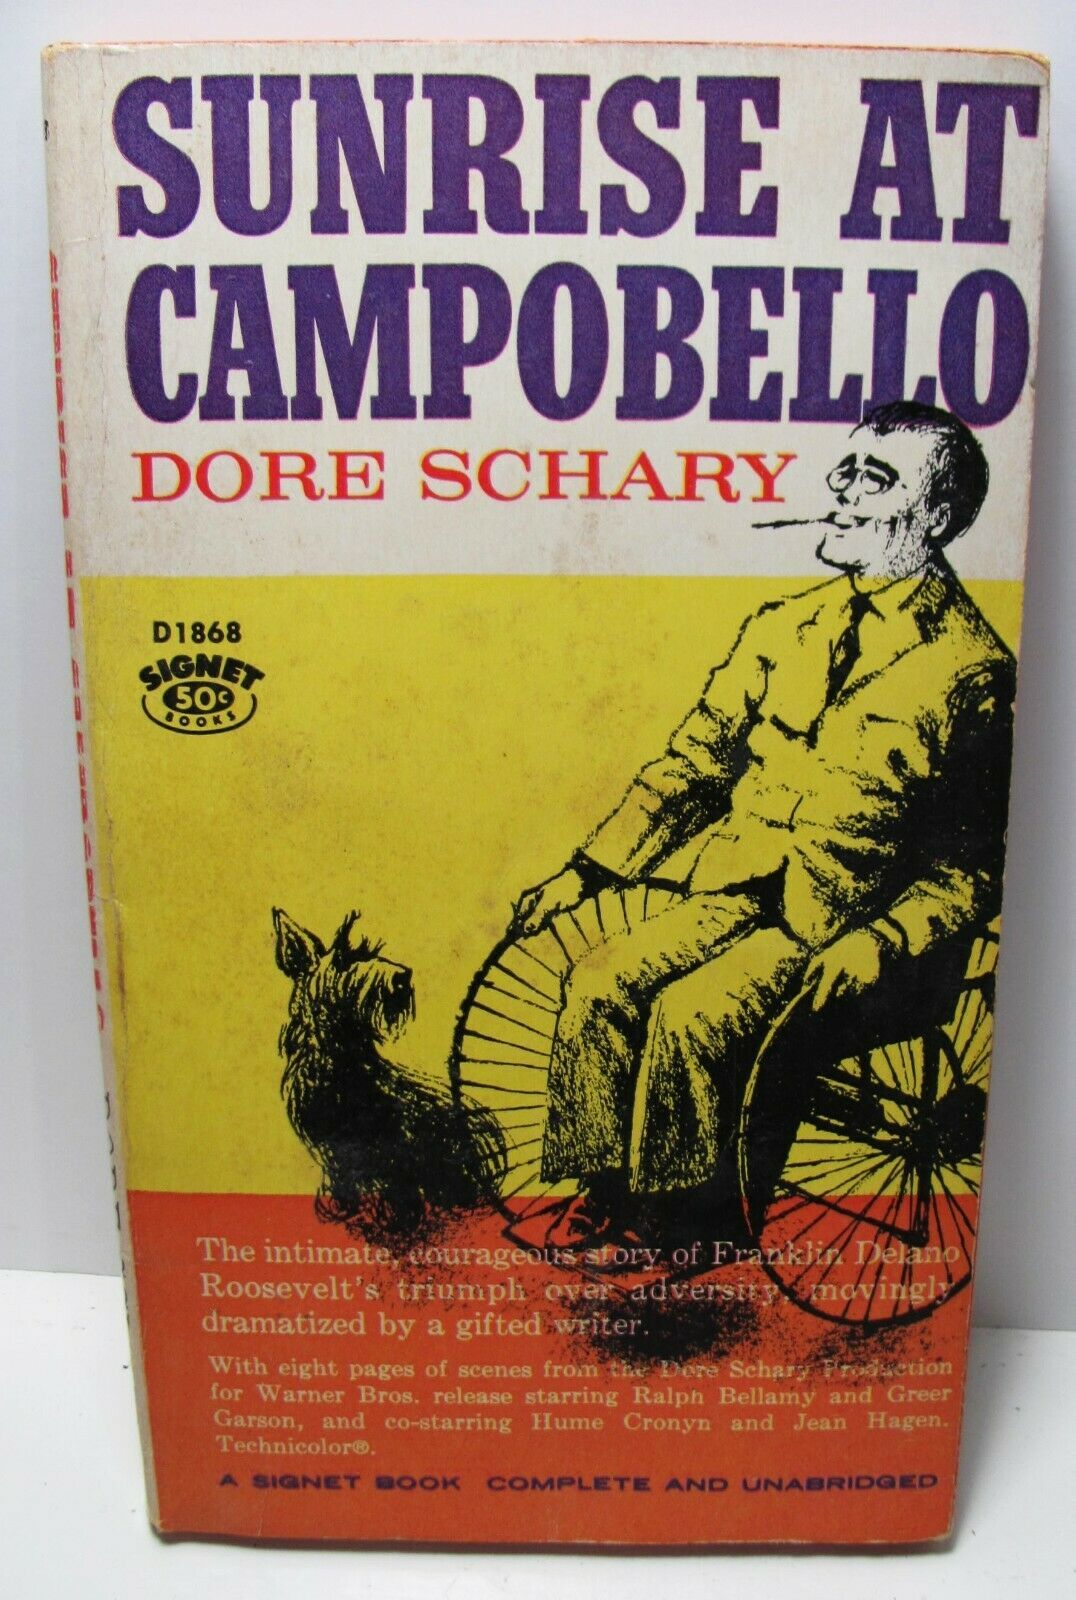 SUNRISE AT
CAMPOBELLO
DORE SCHARY
D1868
SIGNET
50¢
BOOKS
The intimate, courageous story of Franklin Delano
Roosevelt's triumph over adversity, movingly
dramatized by a gifted writer.
With eight pages of scenes from the Dore Schary Production
for Warner Bros. release starring Ralph Bellamy and Greer
Garson, and co-starring Hume Cronyn and Jean Hagen.
Technicolor®.
A SIGNET BOOK COMPLETE AND UNABRIDGED